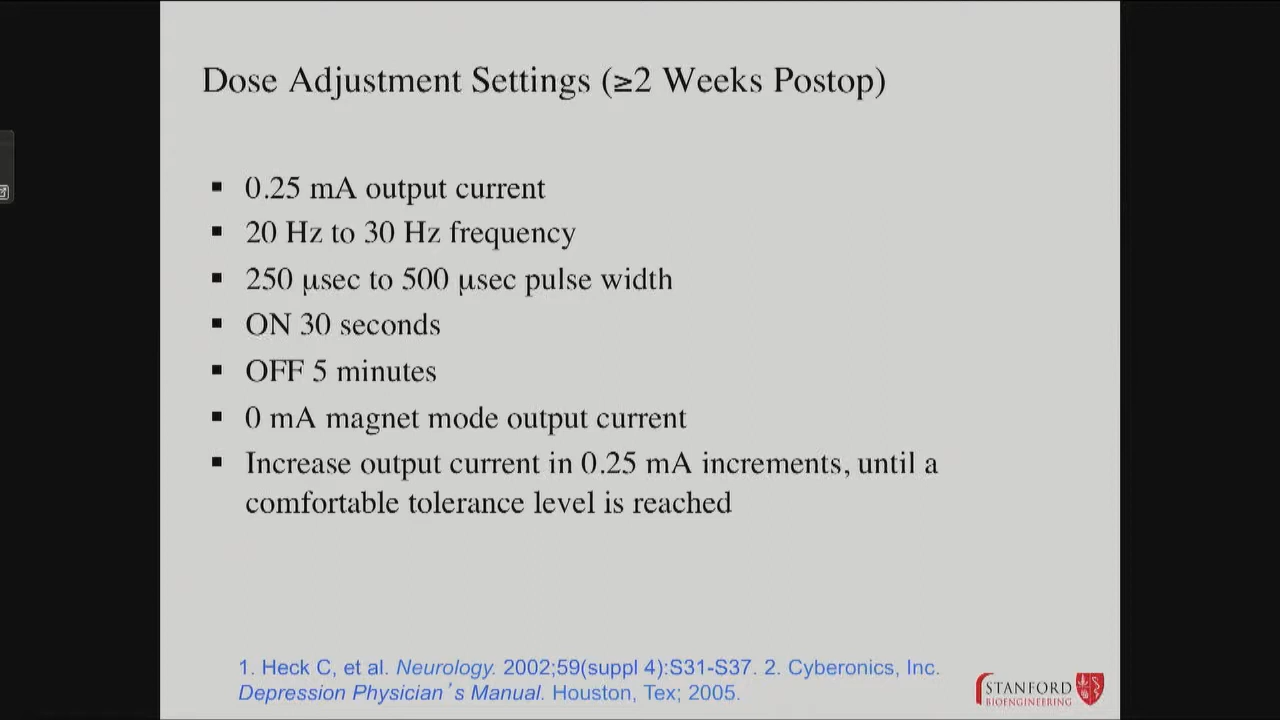 Dose Adjustment Settings (≥2 Weeks Postop)
▪ 0.25 mA output current
▪ 20 Hz to 30 Hz frequency
▪ 250 μsec to 500 μsec pulse width
▪ ON 30 seconds
▪ OFF 5 minutes
▪ 0 mA magnet mode output current
▪ Increase output current in 0.25 mA increments, until a
comfortable tolerance level is reached
1. Heck C, et al. Neurology. 2002;59(suppl 4):S31-S37. 2. Cyberonics, Inc.
Depression Physician´s Manual. Houston, Tex; 2005.
STANFORD
BIOENGINEERING